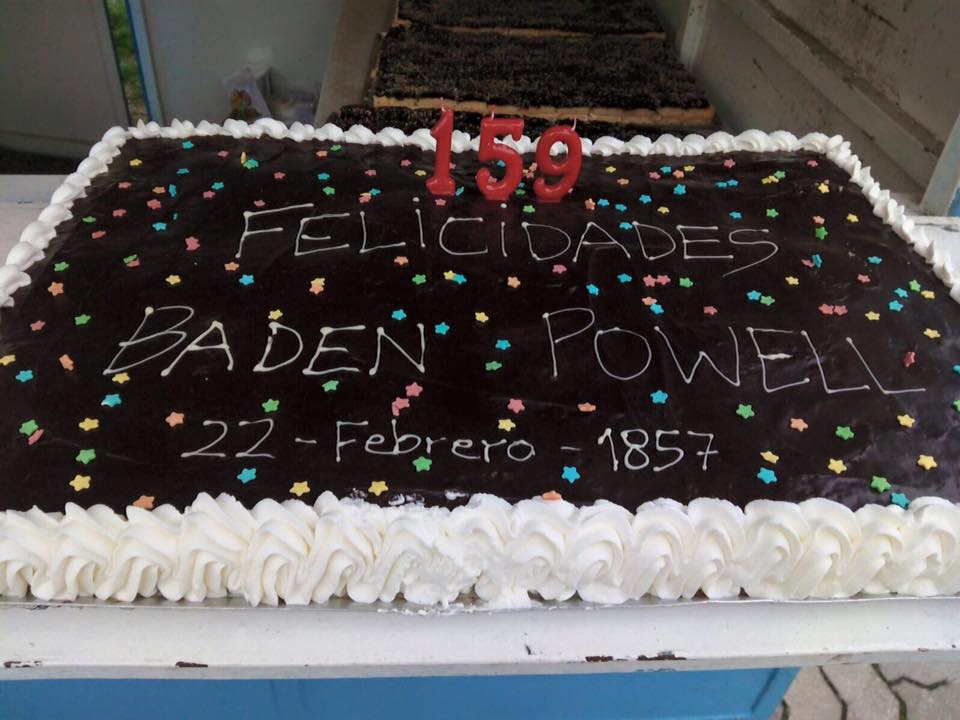 159
FELiCIDADES
BADEN POWELL
22 - Febrero - 1857